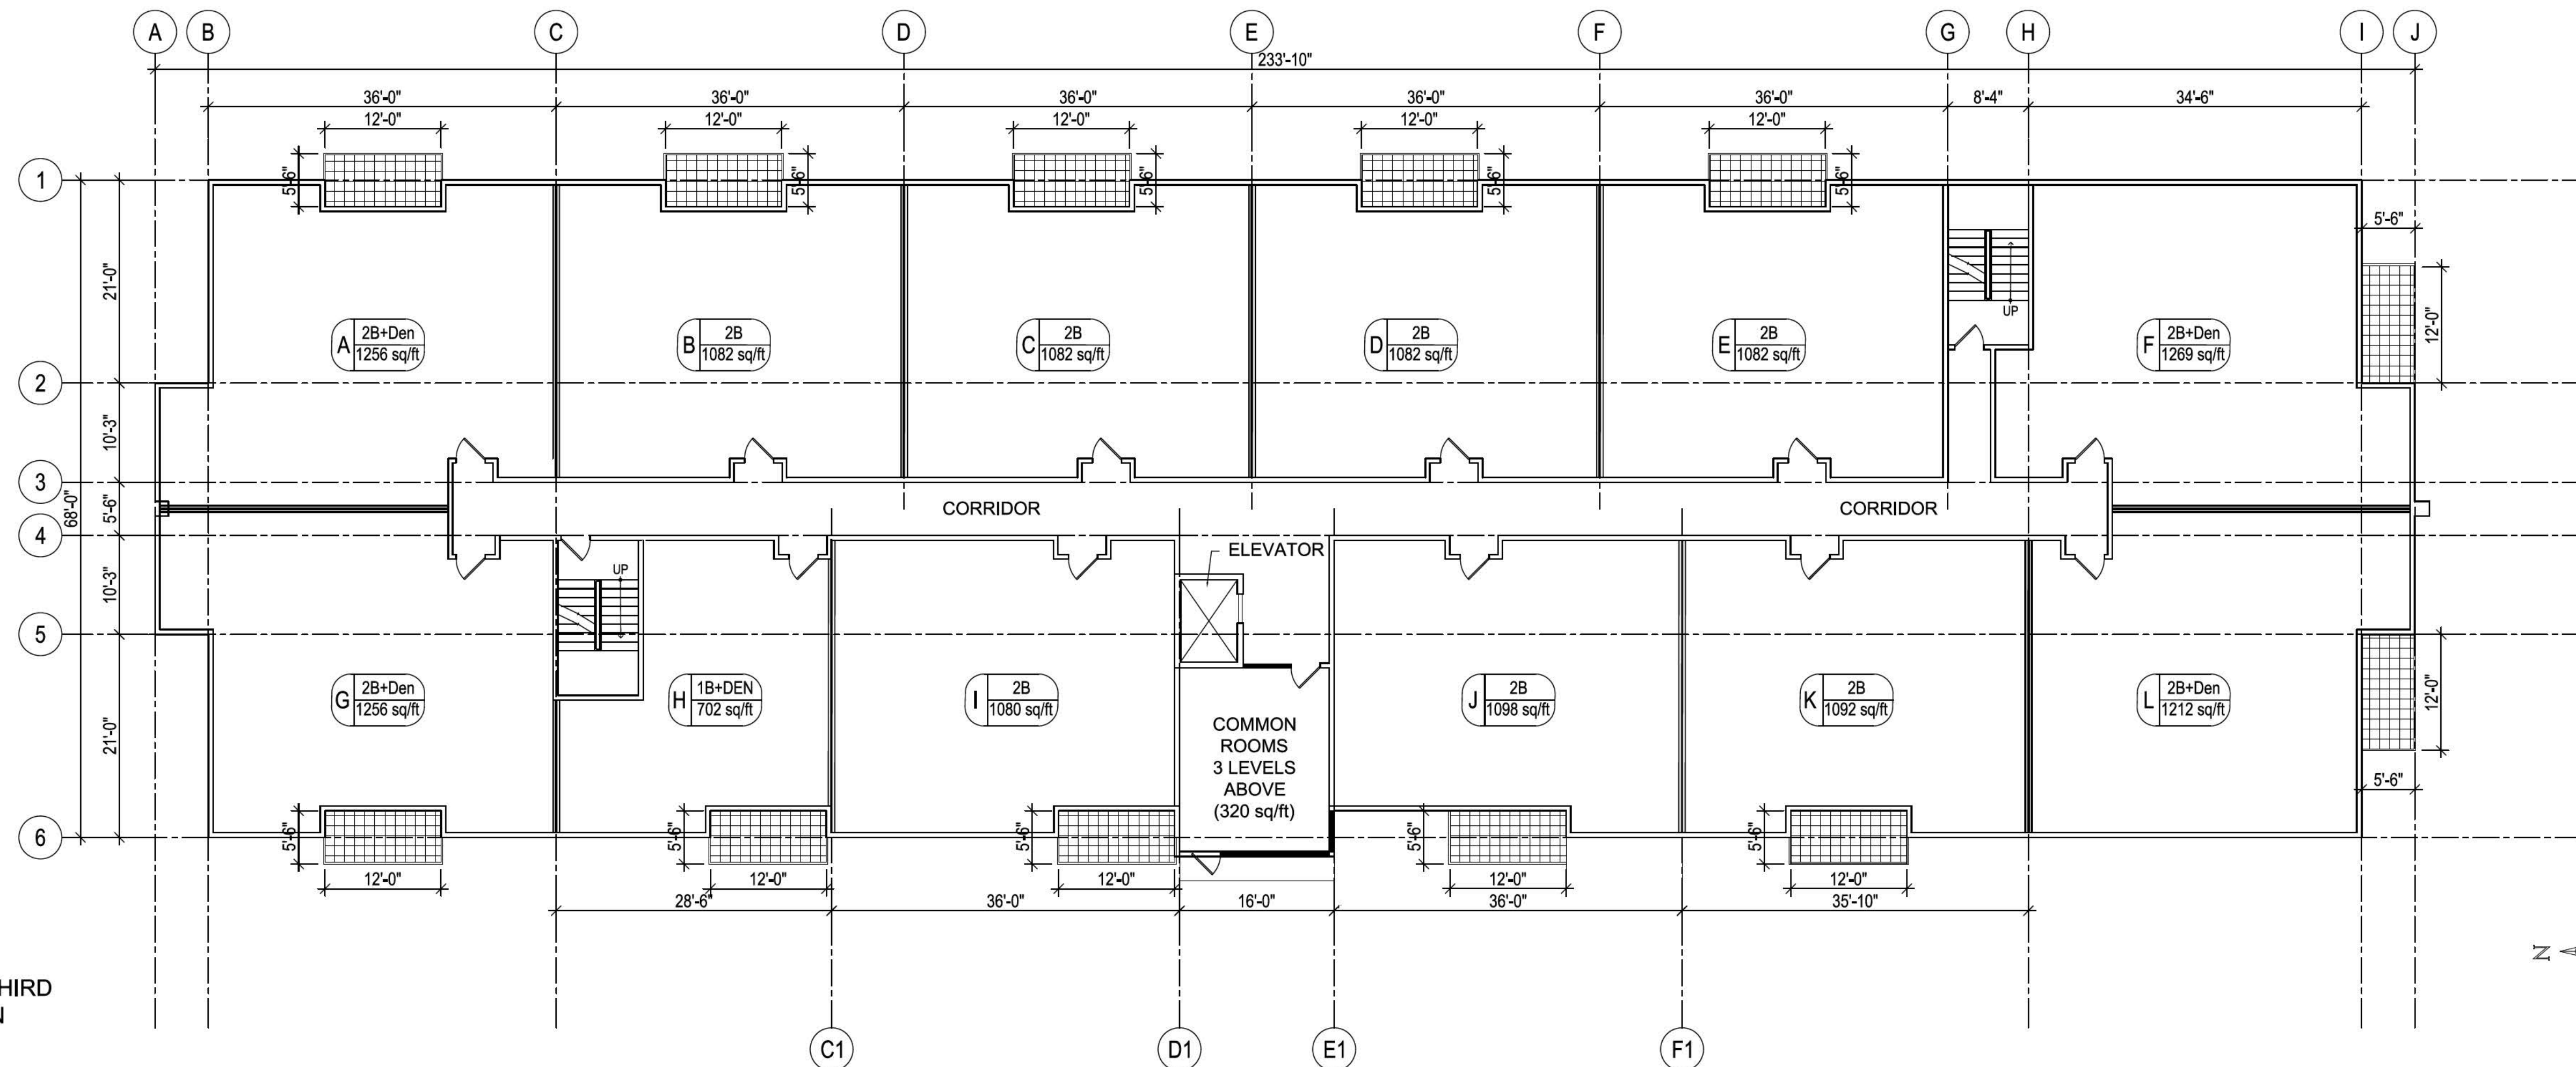 A B C D E F G H I J
233'-10"
36'-0" 36'-0" 36'-0" 36'-0" 36'-0" 8'-4" 34'-6"
12'-0" 12'-0" 12'-0" 12'-0" 12'-0"
1
5'-6" 5'-6" 5'-6" 5'-6" 5'-6"
5'-6"
21'-0"
12'-0"
UP
A 2B+Den 1256 sq/ft
B 2B 1082 sq/ft
C 2B 1082 sq/ft
D 2B 1082 sq/ft
E 2B 1082 sq/ft
F 2B+Den 1269 sq/ft
2
10'-3"
3
68'-0"
5'-6"
CORRIDOR CORRIDOR
4
ELEVATOR
UP
10'-3"
5
G 2B+Den 1256 sq/ft
H 1B+DEN 702 sq/ft
I 2B 1080 sq/ft
J 2B 1098 sq/ft
K 2B 1092 sq/ft
L 2B+Den 1212 sq/ft
12'-0"
21'-0"
COMMON
ROOMS
3 LEVELS
ABOVE
(320 sq/ft)
5'-6"
6
5'-6" 5'-6" 5'-6" 5'-6" 5'-6"
12'-0" 12'-0" 12'-0" 12'-0" 12'-0"
28'-6" 36'-0" 16'-0" 36'-0" 35'-10"
N
HIRD
C1 D1 E1 F1